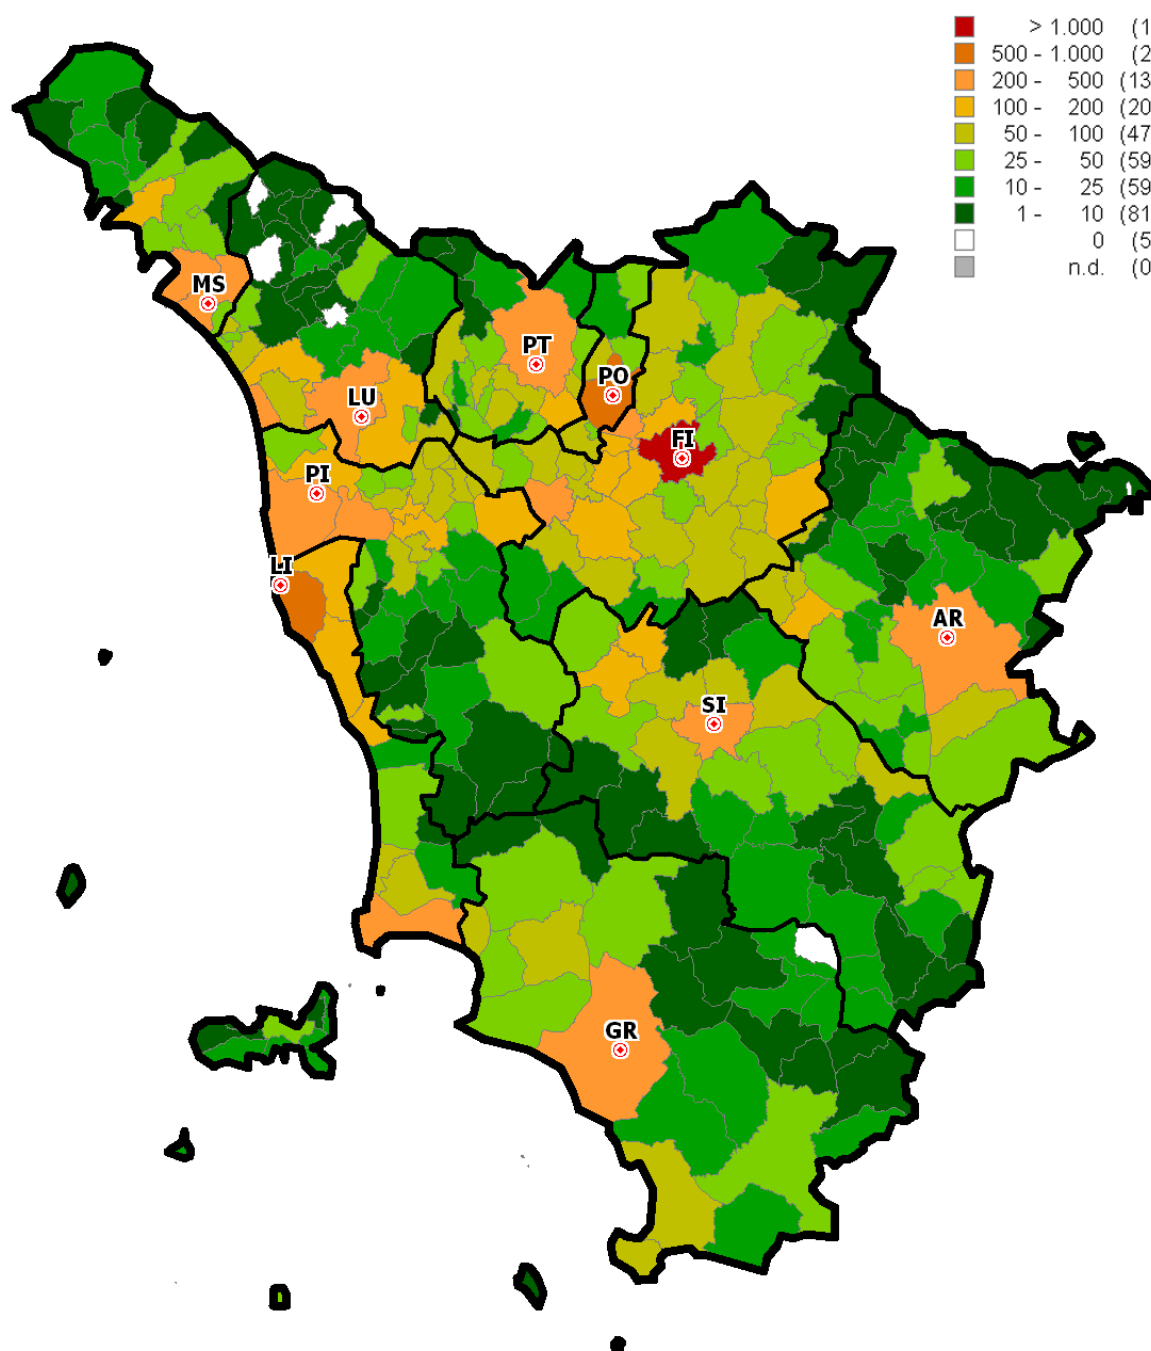 > 1.000 (1
500 - 1.000 (2
200 - 500 (13
100 - 200 (20
50 - 100 (47
25 - 50 (59
10 - 25 (59
1 - 10 (81
0 (5
n.d. (0
MS
PT
PO
LU
FI
PI
LI
AR
SI
GR